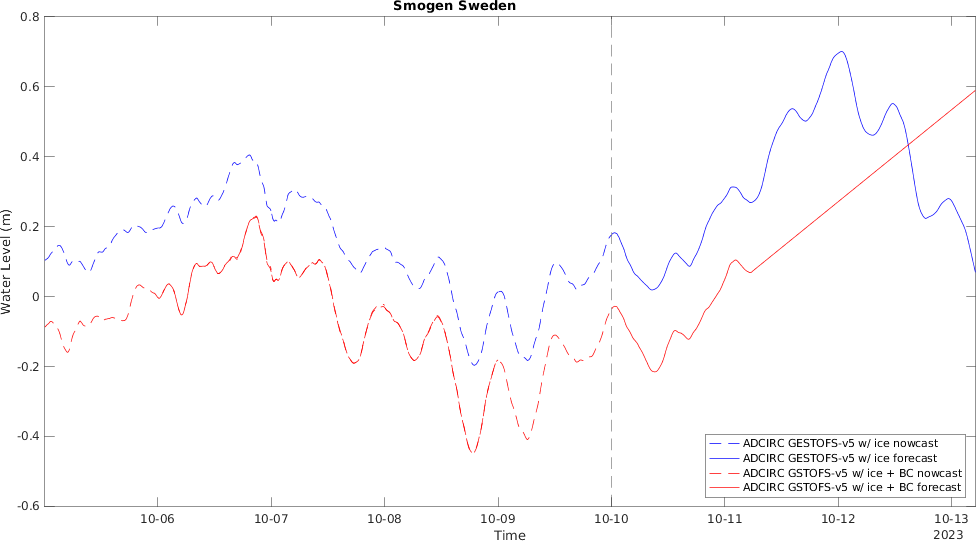 Smogen Sweden
0.8
0.6
0.4
0.2
0
-0.2
-0.4
-0.6
Water Level (m)
10-06
10-07
10-08
10-09
10-10
10-11
10-12
10-13
2023
Time
ADCIRC GESTOFS-v5 w/ ice nowcast
ADCIRC GESTOFS-v5 w/ ice forecast
ADCIRC GSTOFS-v5 w/ ice + BC nowcast
ADCIRC GSTOFS-v5 w/ ice + BC forecast